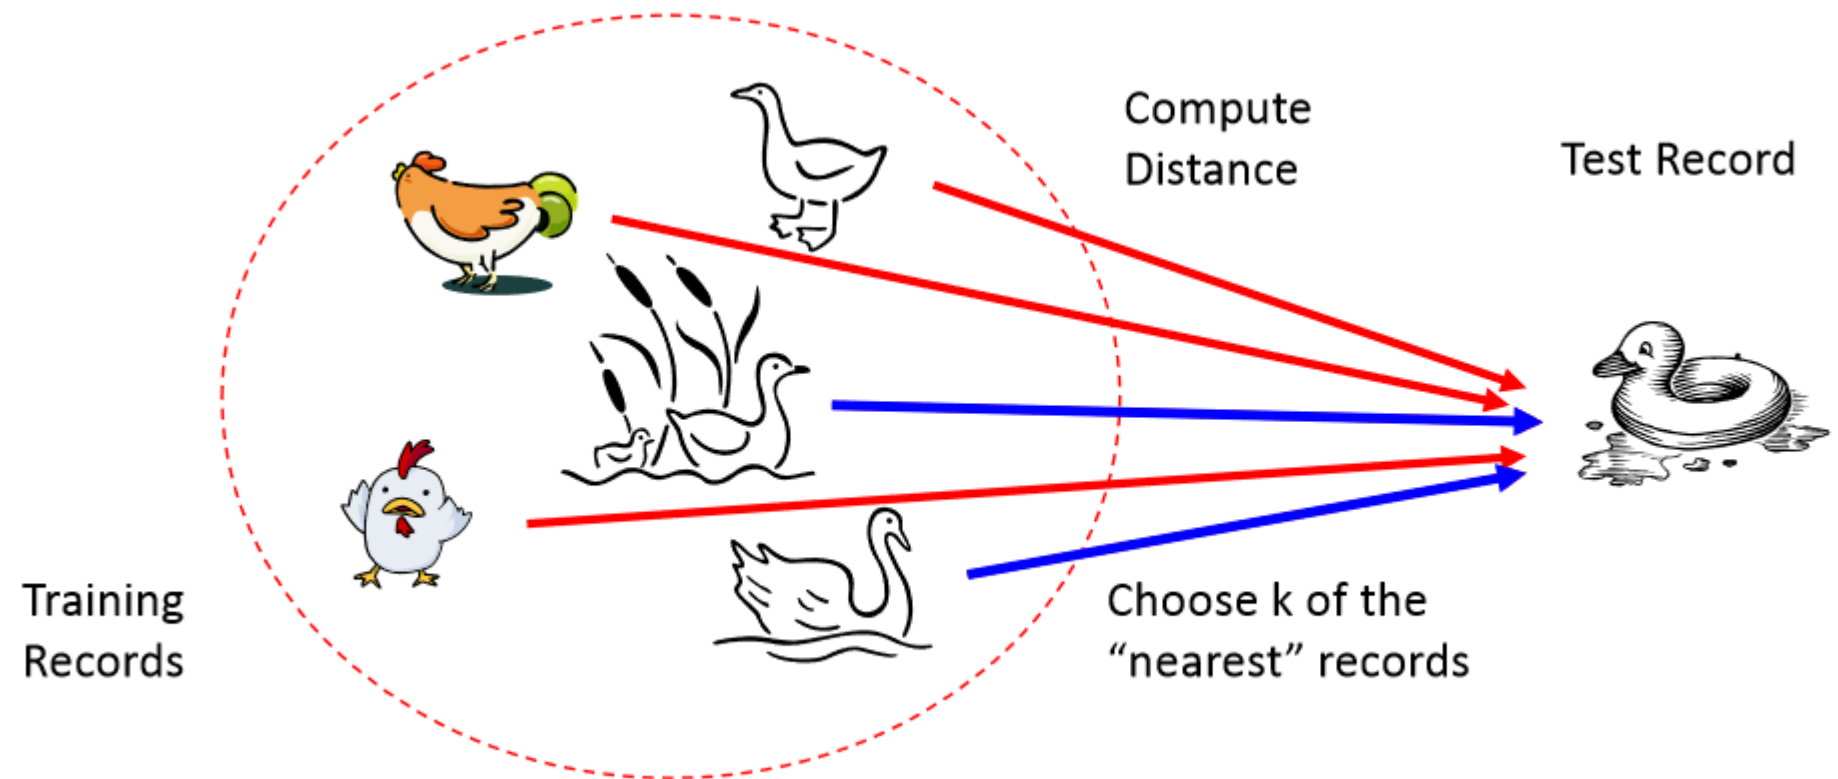 Compute
Distance
Test Record
Training
Records
Choose k of the
“nearest” records